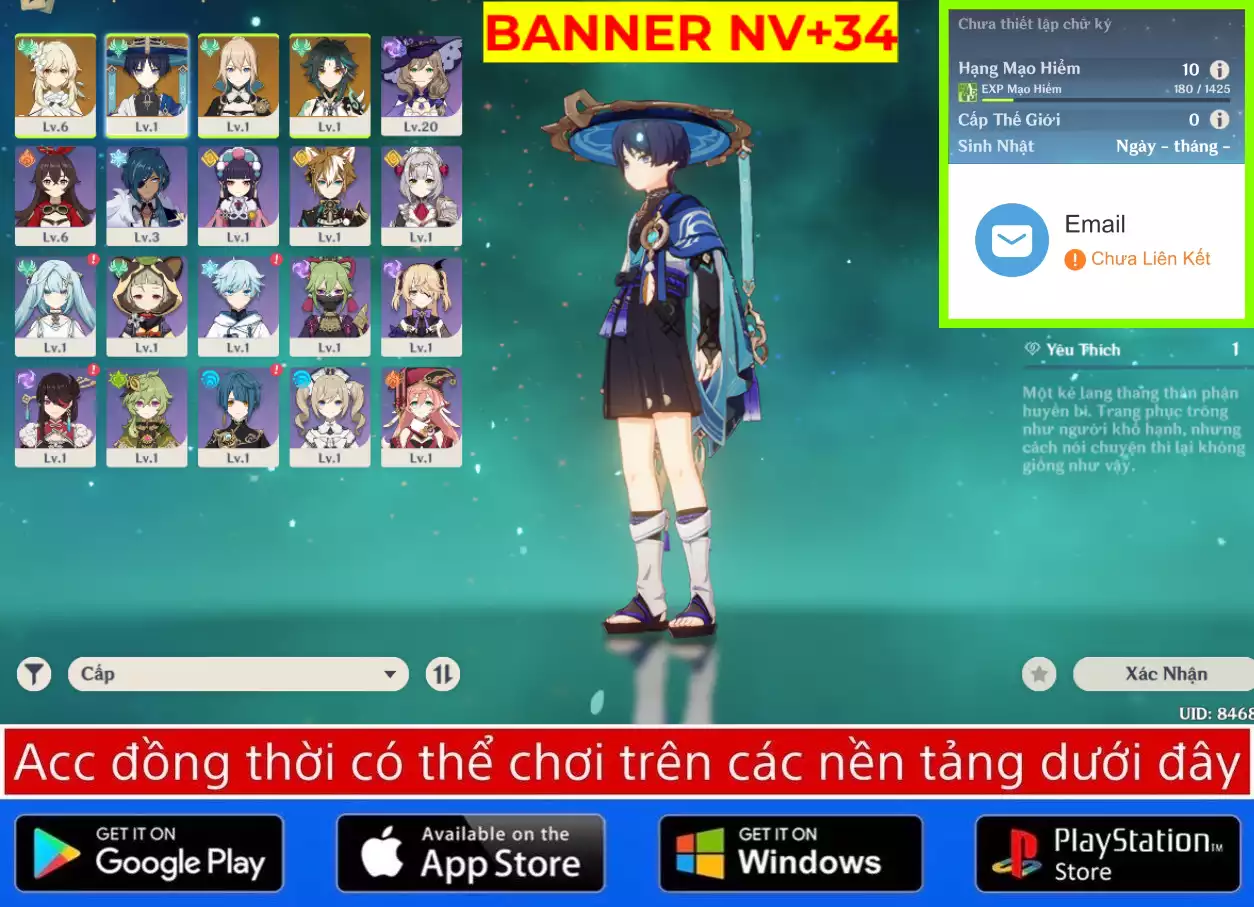 BANNER NV+34
Chưa thiết lập chữ ký
Hạng Mạo Hiểm 10
EXP Mạo Hiểm 180 / 1425
Cấp Thế Giới 0
Sinh Nhật Ngày - tháng -
Email
! Chưa Liên Kết
Lv.6 Lv.1 Lv.1 Lv.1 Lv.20
Lv.6 Lv.3 Lv.1 Lv.1 Lv.1
Lv.1 Lv.1 Lv.1 Lv.1 Lv.1
Lv.1 Lv.1 Lv.1 Lv.1 Lv.1
Yêu Thích 1
Một kẻ lang thang thân phận
huyền bí. Trang phục trông
như người khổ hạnh, nhưng
cách nói chuyện thì lại không
giống như vậy.
Cấp
Xác Nhận
UID: 8468
Acc đồng thời có thể chơi trên các nền tảng dưới đây
GET IT ON
Google Play
Available on the
App Store
GET IT ON
Windows
PlayStation™
Store